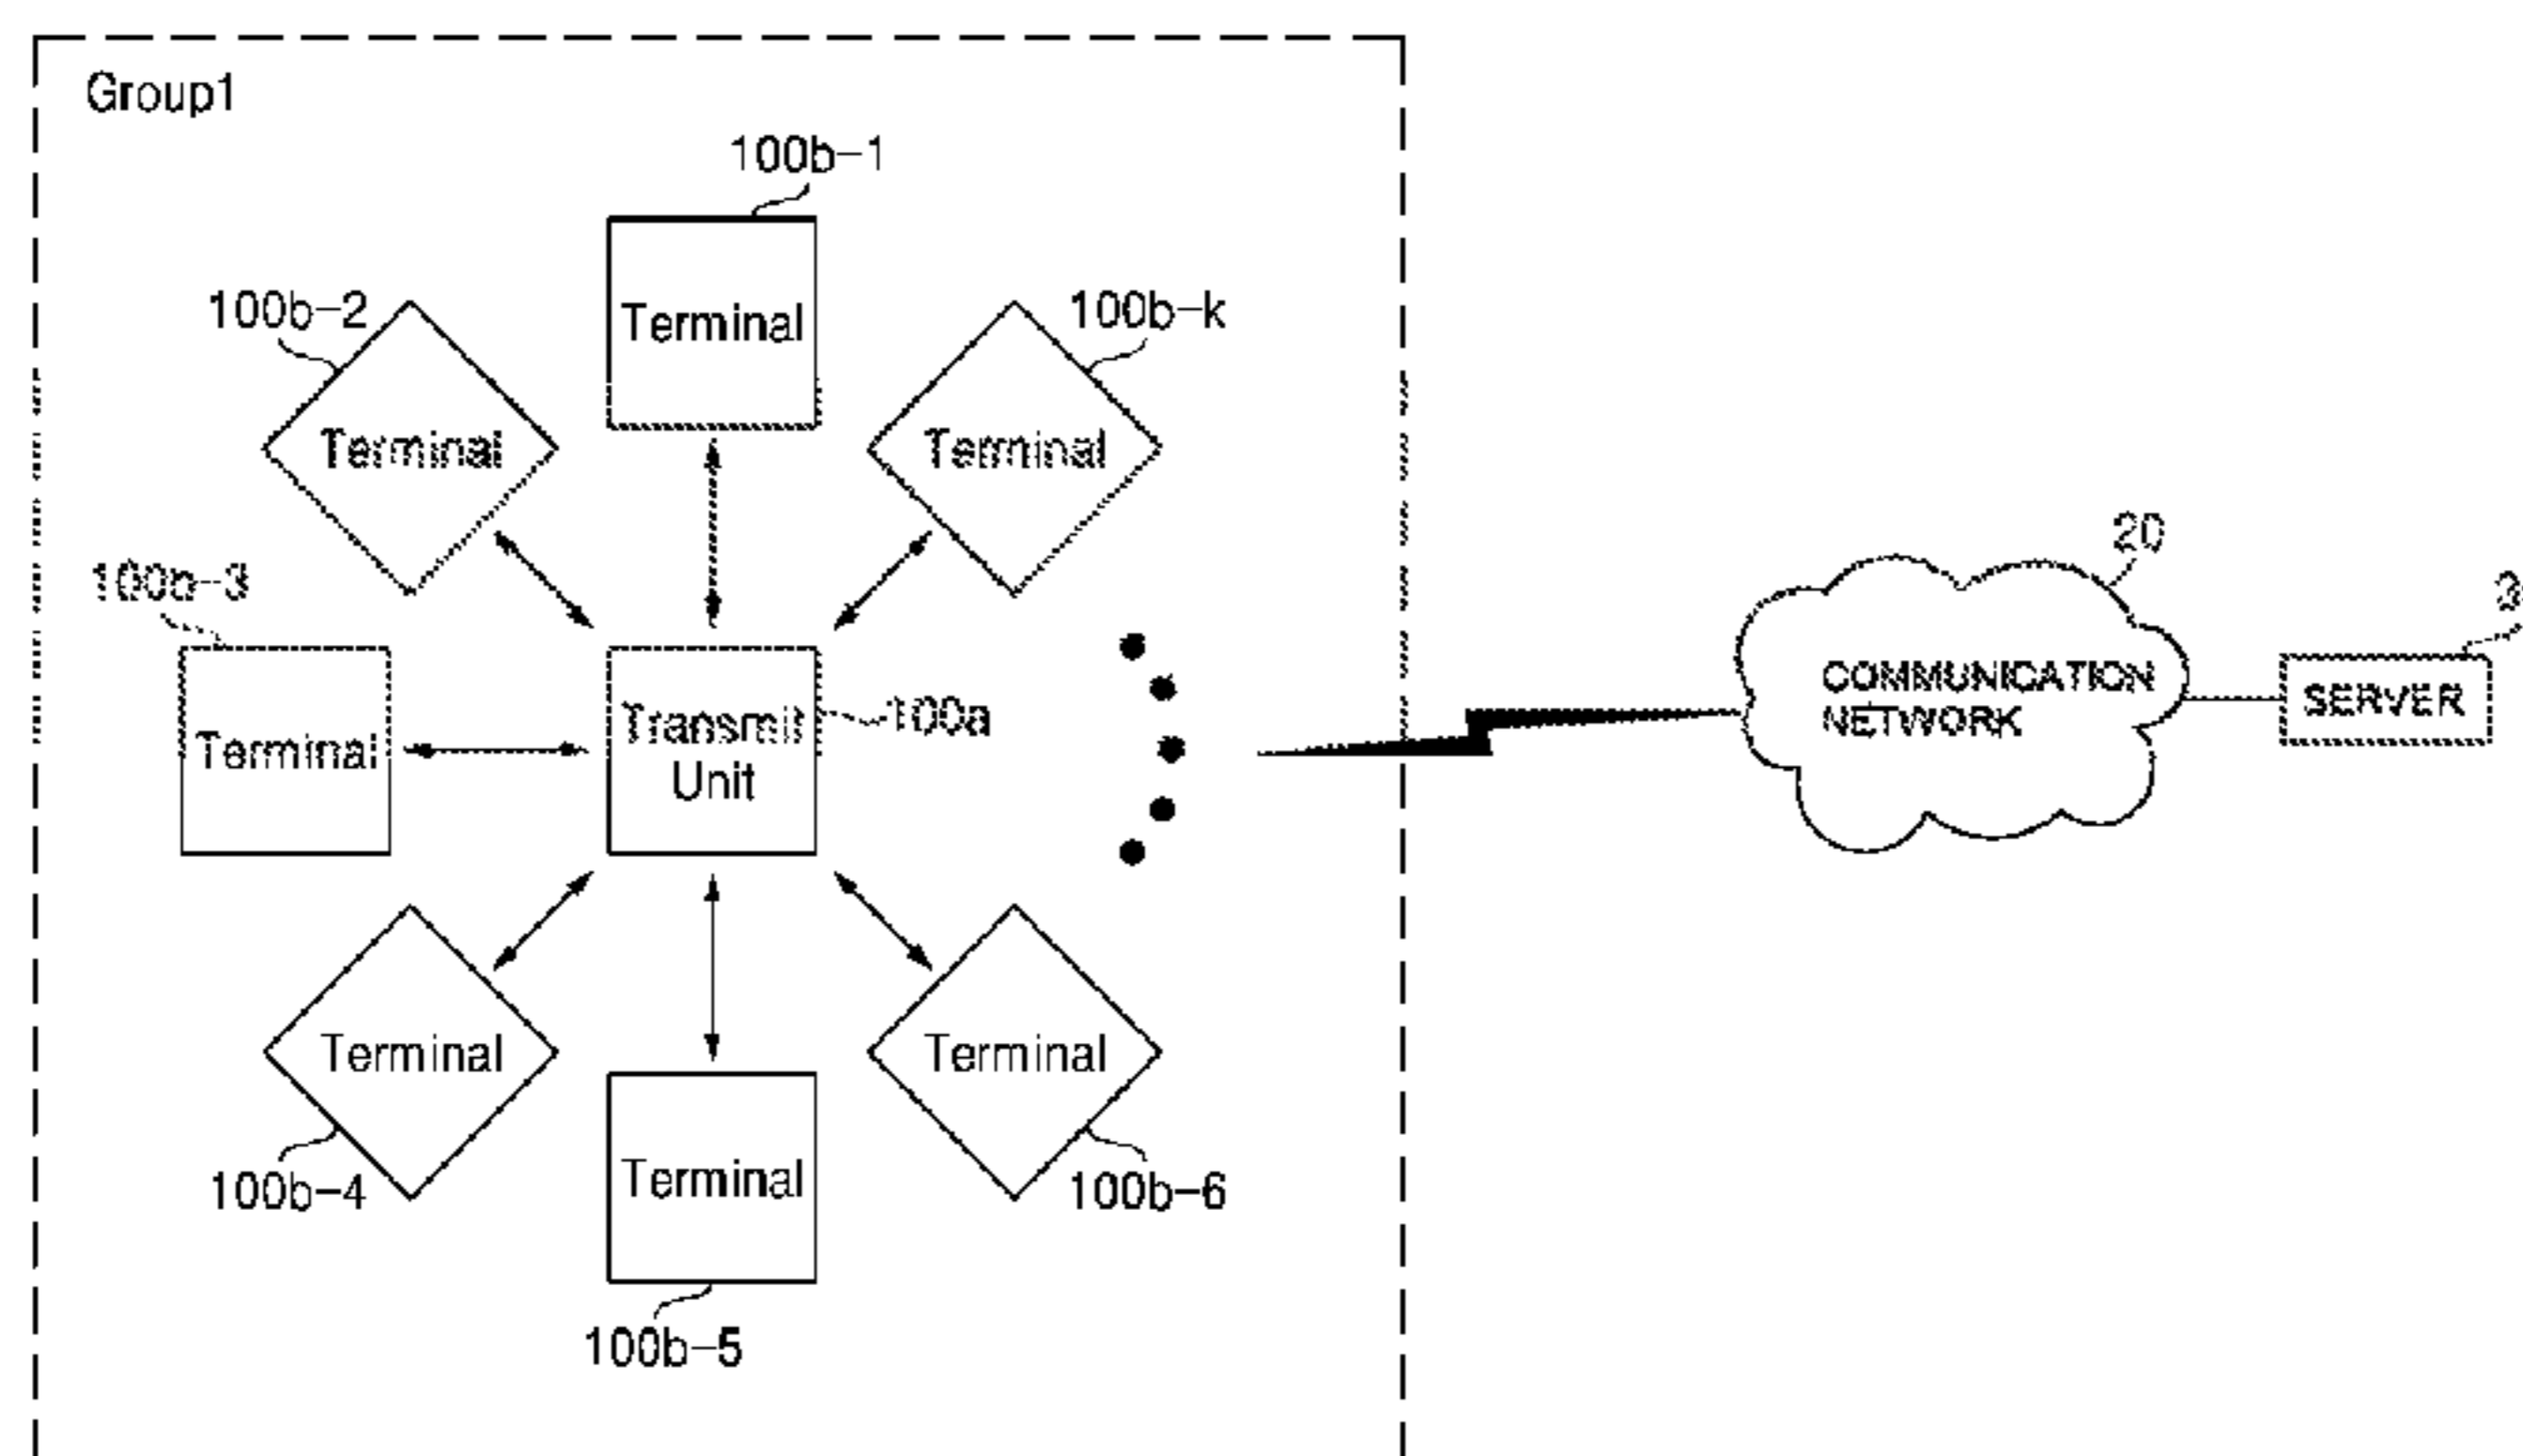 Group1
100b-1
100b-2
Terminal
100b-k
Terminal
Terminal
20
100b-3
COMMUNICATION
NETWORK
SERVER
Terminal
Transmit
Unit
100a
Terminal
Terminal
100b-4
Terminal
100b-6
100b-5